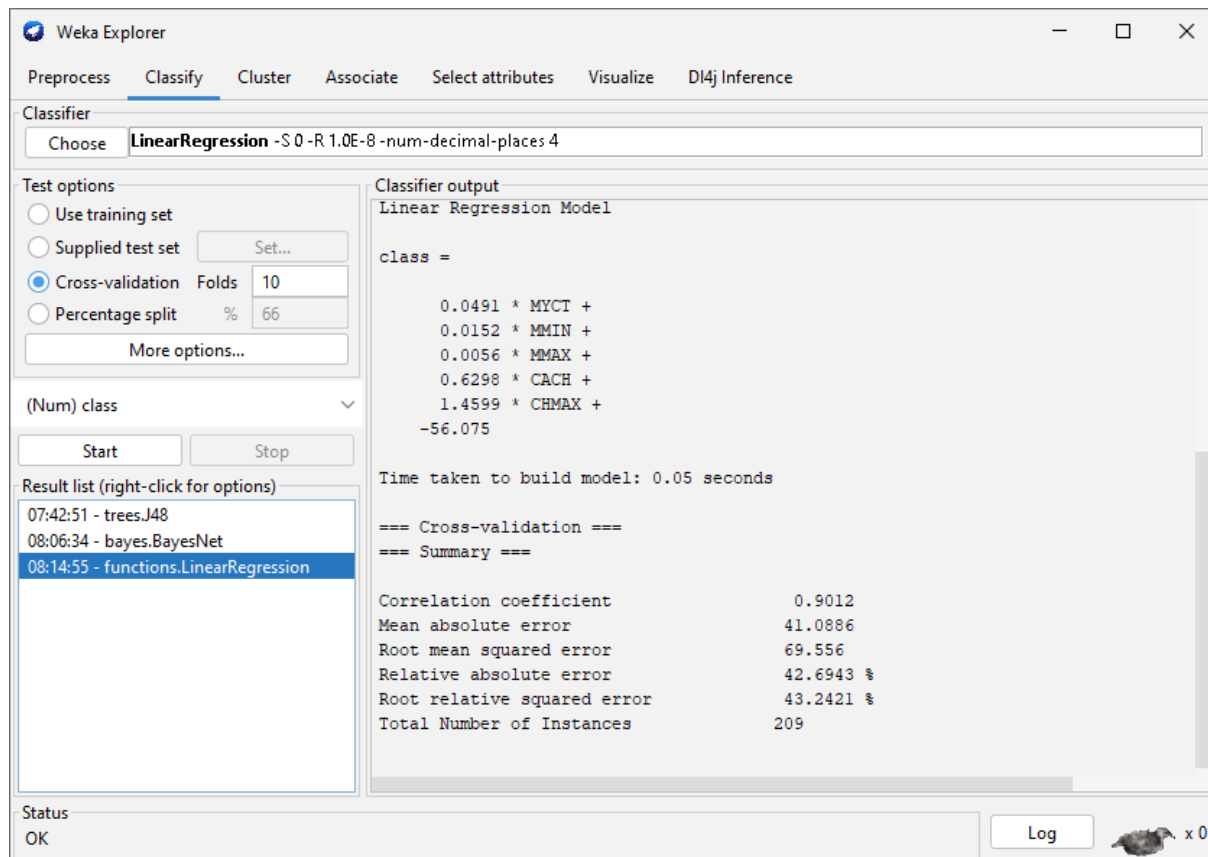 Weka Explorer
Preprocess Classify Cluster Associate Select attributes Visualize Dl4j Inference
Classifier
Choose LinearRegression -S 0 -R 1.0E-8 -num-decimal-places 4
Test options
Use training set
Supplied test set Set...
Cross-validation Folds 10
Percentage split % 66
More options...
(Num) class
Start Stop
Result list (right-click for options)
07:42:51 - trees.J48
08:06:34 - bayes.BayesNet
08:14:55 - functions.LinearRegression
Classifier output
Linear Regression Model
class =
0.0491 * MYCT +
0.0152 * MMIN +
0.0056 * MMAX +
0.6298 * CACH +
1.4599 * CHMAX +
-56.075
Time taken to build model: 0.05 seconds
=== Cross-validation ===
=== Summary ===
Correlation coefficient 0.9012
Mean absolute error 41.0886
Root mean squared error 69.556
Relative absolute error 42.6943 %
Root relative squared error 43.2421 %
Total Number of Instances 209
Status
OK
Log x 0